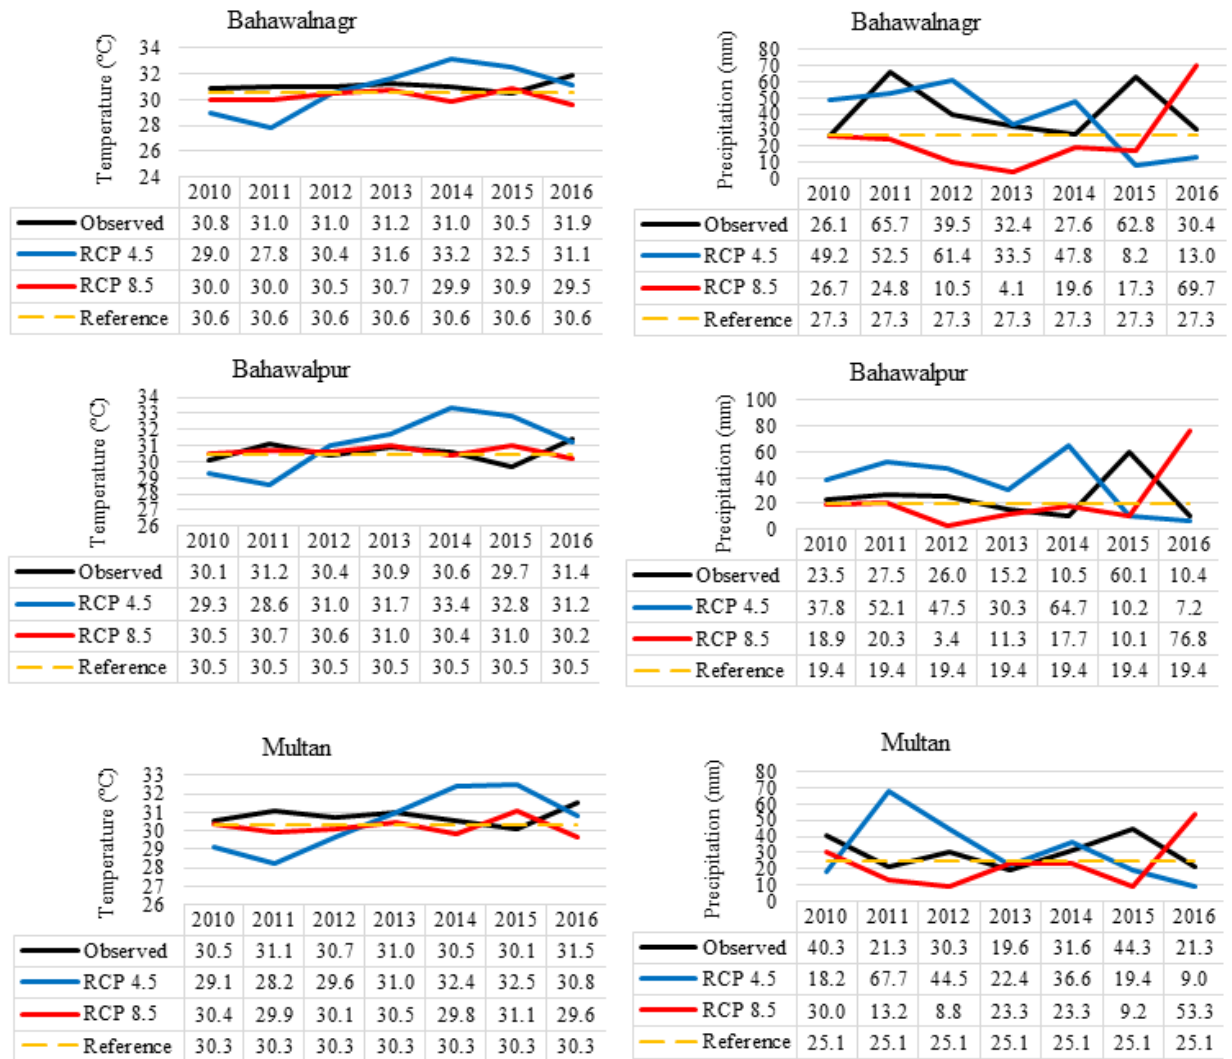 Bahawalnagr
Temperature (°C)
34
32
30
28
26
24
2010 2011 2012 2013 2014 2015 2016
Observed 30.8 31.0 31.0 31.2 31.0 30.5 31.9
RCP 4.5 29.0 27.8 30.4 31.6 33.2 32.5 31.1
RCP 8.5 30.0 30.0 30.5 30.7 29.9 30.9 29.5
Reference 30.6 30.6 30.6 30.6 30.6 30.6 30.6
Bahawalnagr
Precipitation (mm)
80
70
60
50
40
30
20
10
0
2010 2011 2012 2013 2014 2015 2016
Observed 26.1 65.7 39.5 32.4 27.6 62.8 30.4
RCP 4.5 49.2 52.5 61.4 33.5 47.8 8.2 13.0
RCP 8.5 26.7 24.8 10.5 4.1 19.6 17.3 69.7
Reference 27.3 27.3 27.3 27.3 27.3 27.3 27.3
Bahawalpur
Temperature (°C)
34
33
32
31
30
29
28
27
26
2010 2011 2012 2013 2014 2015 2016
Observed 30.1 31.2 30.4 30.9 30.6 29.7 31.4
RCP 4.5 29.3 28.6 31.0 31.7 33.4 32.8 31.2
RCP 8.5 30.5 30.7 30.6 31.0 30.4 31.0 30.2
Reference 30.5 30.5 30.5 30.5 30.5 30.5 30.5
Bahawalpur
Precipitation (mm)
100
80
60
40
20
0
2010 2011 2012 2013 2014 2015 2016
Observed 23.5 27.5 26.0 15.2 10.5 60.1 10.4
RCP 4.5 37.8 52.1 47.5 30.3 64.7 10.2 7.2
RCP 8.5 18.9 20.3 3.4 11.3 17.7 10.1 76.8
Reference 19.4 19.4 19.4 19.4 19.4 19.4 19.4
Multan
Temperature (°C)
33
32
31
30
29
28
27
26
2010 2011 2012 2013 2014 2015 2016
Observed 30.5 31.1 30.7 31.0 30.5 30.1 31.5
RCP 4.5 29.1 28.2 29.6 31.0 32.4 32.5 30.8
RCP 8.5 30.4 29.9 30.1 30.5 29.8 31.1 29.6
Reference 30.3 30.3 30.3 30.3 30.3 30.3 30.3
Multan
Precipitation (mm)
80
70
60
50
40
30
20
10
0
2010 2011 2012 2013 2014 2015 2016
Observed 40.3 21.3 30.3 19.6 31.6 44.3 21.3
RCP 4.5 18.2 67.7 44.5 22.4 36.6 19.4 9.0
RCP 8.5 30.0 13.2 8.8 23.3 23.3 9.2 53.3
Reference 25.1 25.1 25.1 25.1 25.1 25.1 25.1